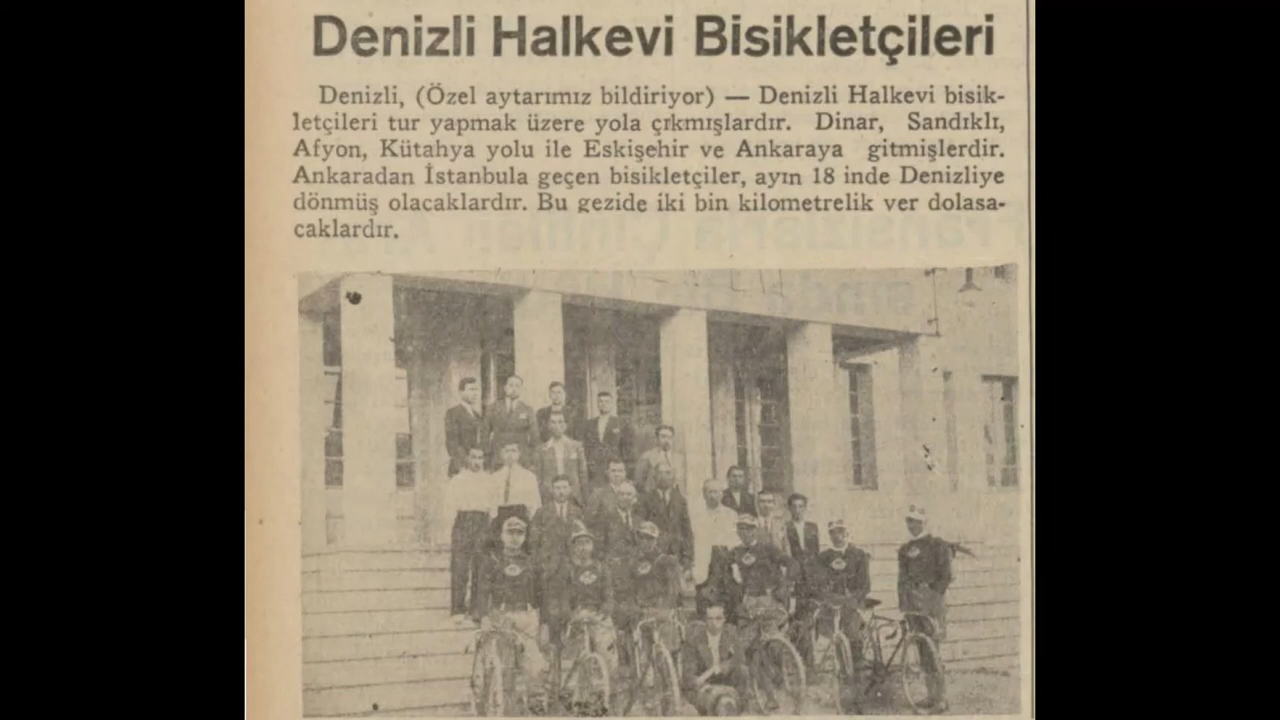 Denizli Halkevi Bisikletçileri
Denizli, (Özel aytarımız bildiriyor) — Denizli Halkevi bisik-
letçileri tur yapmak üzere yola çıkmışlardır. Dinar, Sandıklı,
Afyon, Kütahya yolu ile Eskişehir ve Ankaraya gitmişlerdir.
Ankaradan İstanbula geçen bisikletçiler, ayın 18 inde Denizliye
dönmüş olacaklardır. Bu gezide iki bin kilometrelik yer dolaşa-
caklardır.